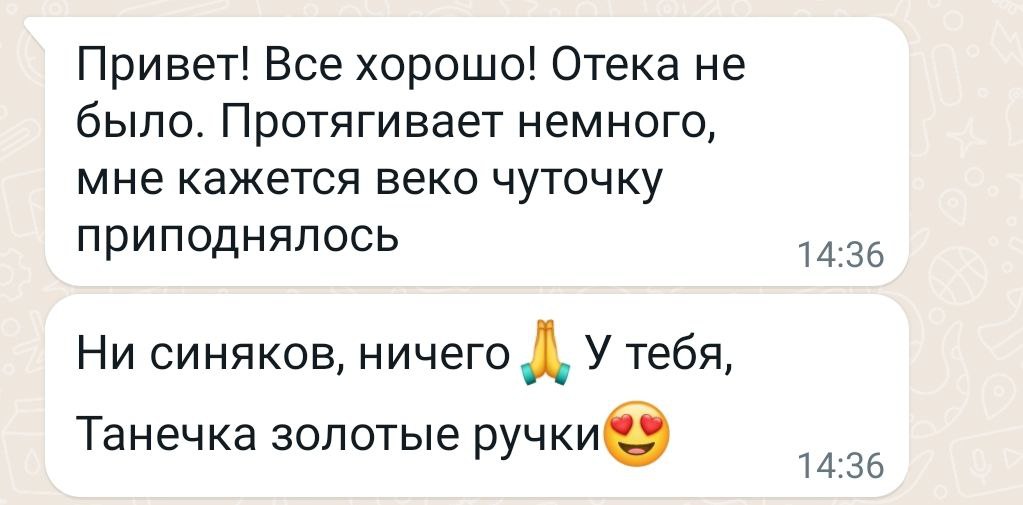 Привет! Все хорошо! Отека не
было. Протягивает немного,
мне кажется веко чуточку
приподнялось
14:36
Ни синяков, ничего🙏У тебя,
Танечка золотые ручки😍
14:36